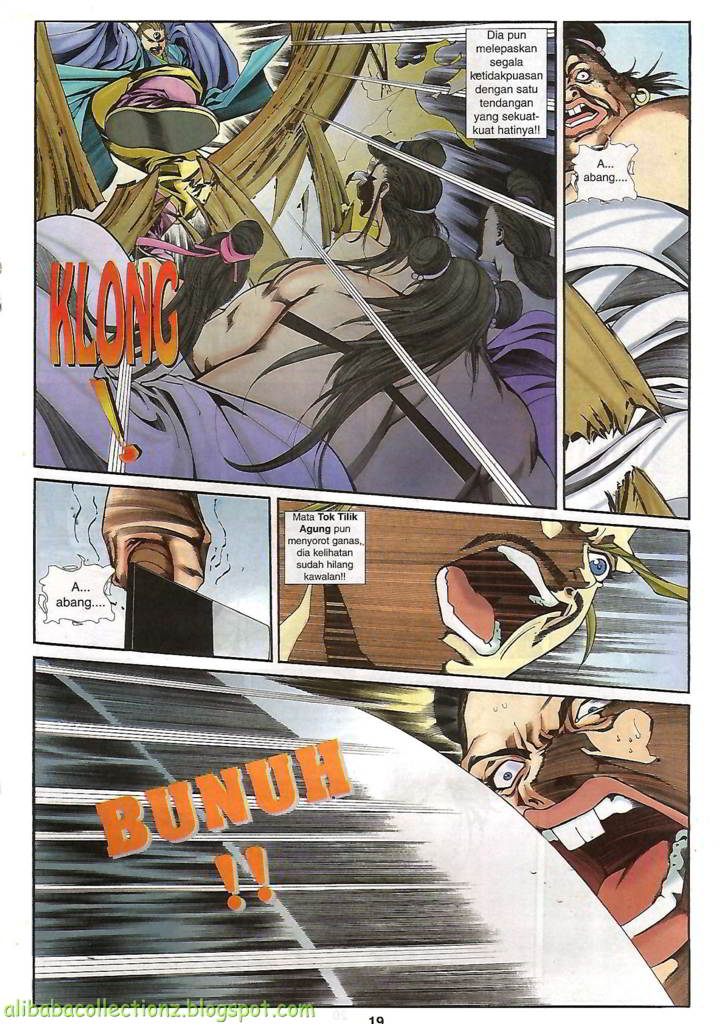 Dia pun
melepaskan
segala
ketidakpuasan
dengan satu
tendangan
yang sekuat-
kuat hatinya!!
A...
abang....
KLONG
!
A...
abang....
Mata Tok Tilik
Agung pun
menyorot ganas,
dia kelihatan
sudah hilang
kawalan!!
BUNUH
!!
alibabacollectionz.blogspot.com
19